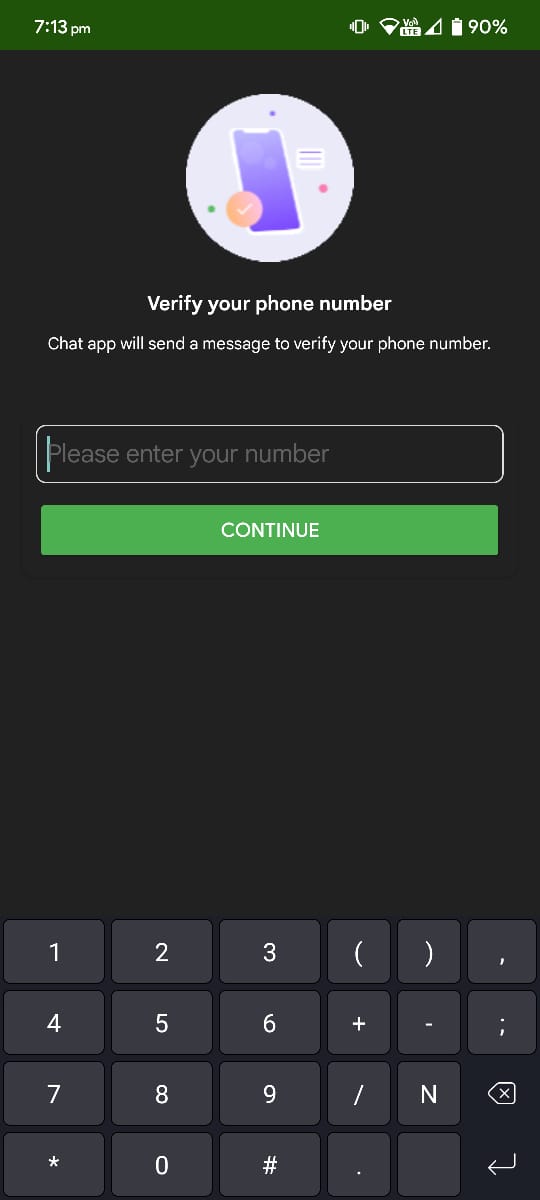 7:13 pm Vo)) LTE 90%
Verify your phone number
Chat app will send a message to verify your phone number.
Please enter your number
CONTINUE
1 2 3 ( ) ,
4 5 6 + - ;
7 8 9 / N
* 0 # .